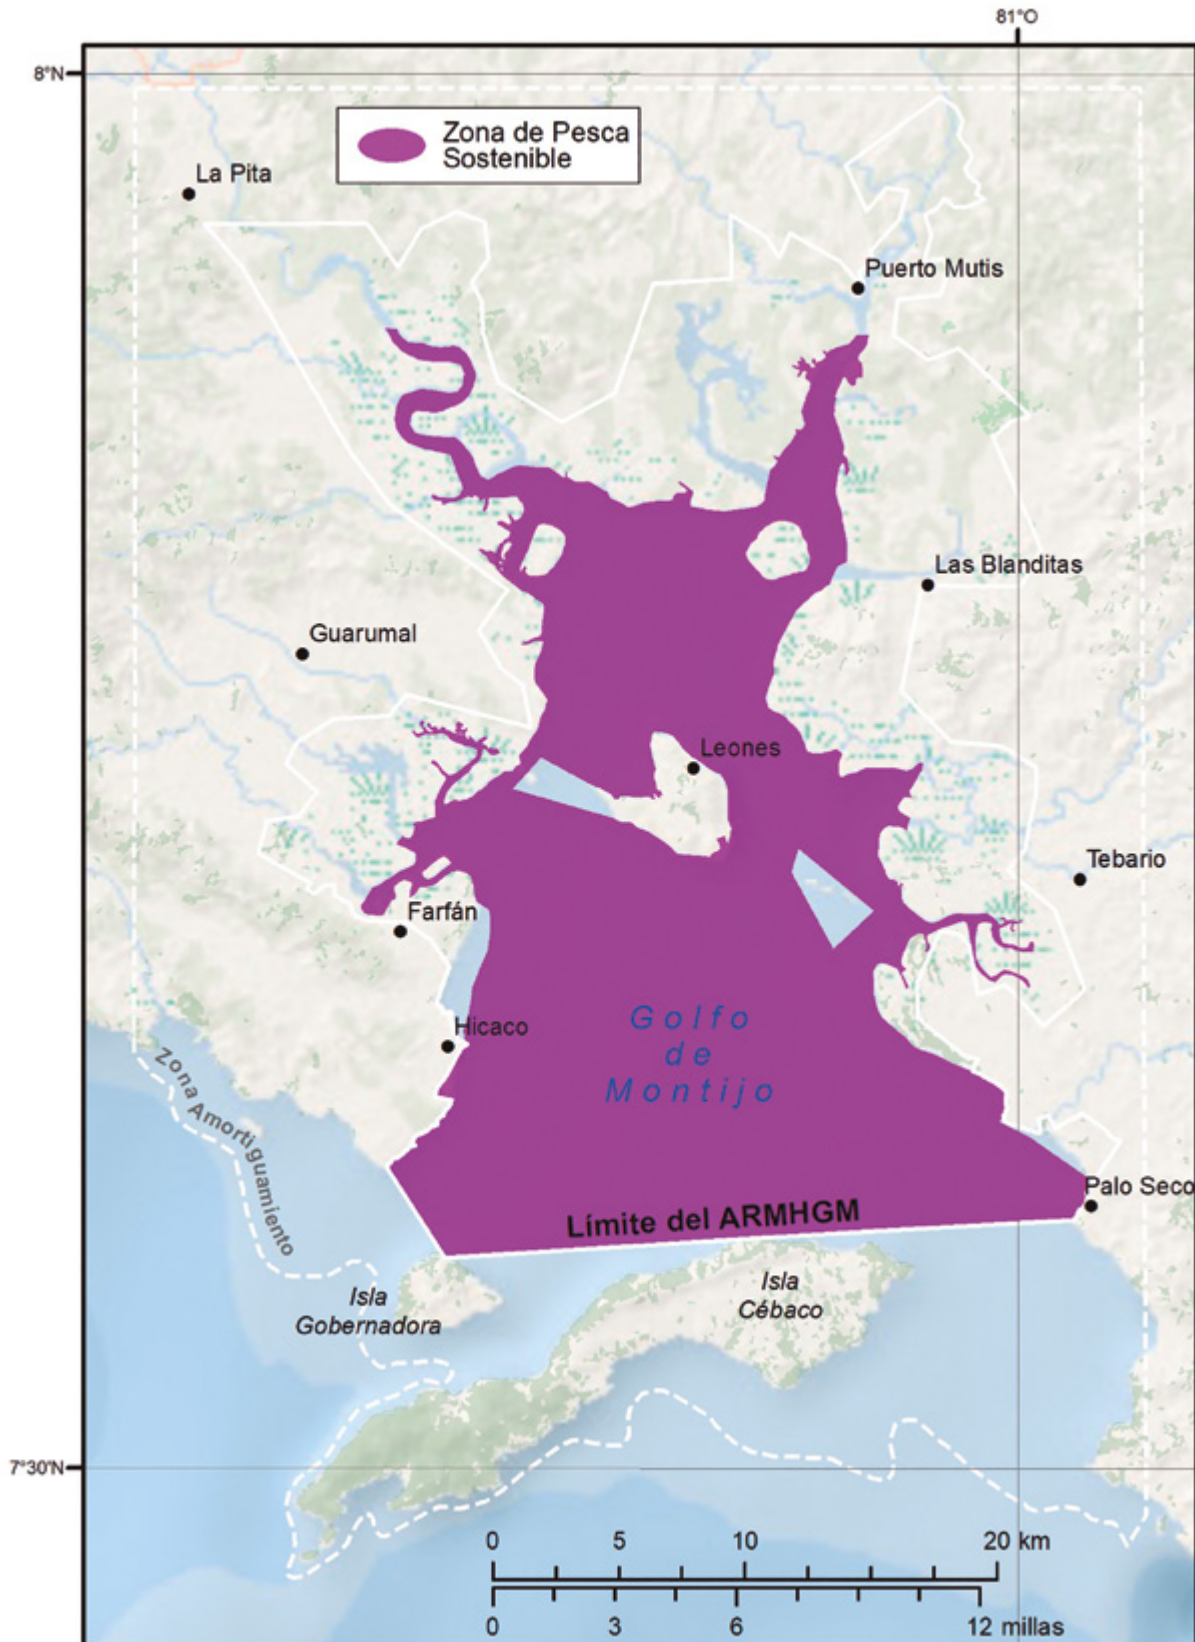 81°O
8°N
Zona de Pesca
Sostenible
La Pita
Puerto Mutis
Las Blanditas
Guarumal
Leones
Tebario
Farfán
Hicaco
Golfo
de
Montijo
Zona Amortiguamiento
Palo Seco
Límite del ARMHGM
Isla
Gobernadora
Isla
Cébaco
7°30'N
0 5 10 20 km
0 3 6 12 millas